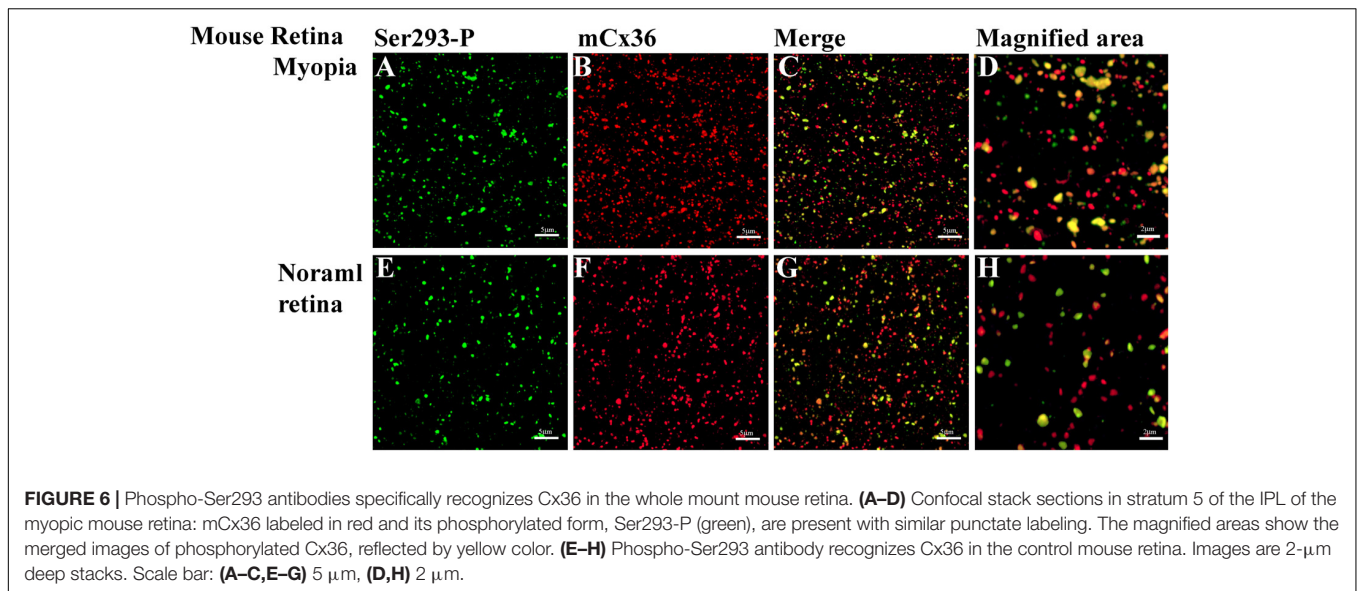 Mouse Retina Ser293-P mCx36 Merge Magnified area
Myopia A B C D
5µm 5µm 5µm 2µm
Noraml E F G H
retina
5µm 5µm 5µm 2µm
FIGURE 6 | Phospho-Ser293 antibodies specifically recognizes Cx36 in the whole mount mouse retina. (A–D) Confocal stack sections in stratum 5 of the IPL of the
myopic mouse retina: mCx36 labeled in red and its phosphorylated form, Ser293-P (green), are present with similar punctate labeling. The magnified areas show the
merged images of phosphorylated Cx36, reflected by yellow color. (E–H) Phospho-Ser293 antibody recognizes Cx36 in the control mouse retina. Images are 2-µm
deep stacks. Scale bar: (A–C,E–G) 5 µm, (D,H) 2 µm.